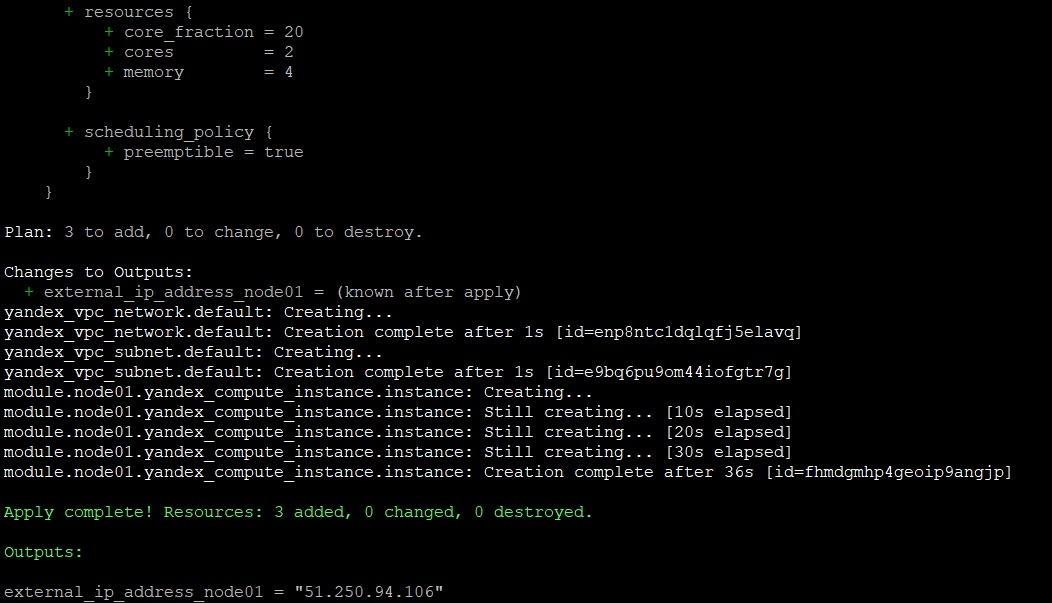 + resources {
+ core_fraction = 20
+ cores = 2
+ memory = 4
}
+ scheduling_policy {
+ preemptible = true
}
}
Plan: 3 to add, 0 to change, 0 to destroy.
Changes to Outputs:
+ external_ip_address_node01 = (known after apply)
yandex_vpc_network.default: Creating...
yandex_vpc_network.default: Creation complete after 1s [id=enp8ntc1dqlqfj5elavq]
yandex_vpc_subnet.default: Creating...
yandex_vpc_subnet.default: Creation complete after 1s [id=e9bq6pu9om44iofgtr7g]
module.node01.yandex_compute_instance.instance: Creating...
module.node01.yandex_compute_instance.instance: Still creating... [10s elapsed]
module.node01.yandex_compute_instance.instance: Still creating... [20s elapsed]
module.node01.yandex_compute_instance.instance: Still creating... [30s elapsed]
module.node01.yandex_compute_instance.instance: Creation complete after 36s [id=fhmdgmhp4geoip9angjp]
Apply complete! Resources: 3 added, 0 changed, 0 destroyed.
Outputs:
external_ip_address_node01 = "51.250.94.106"